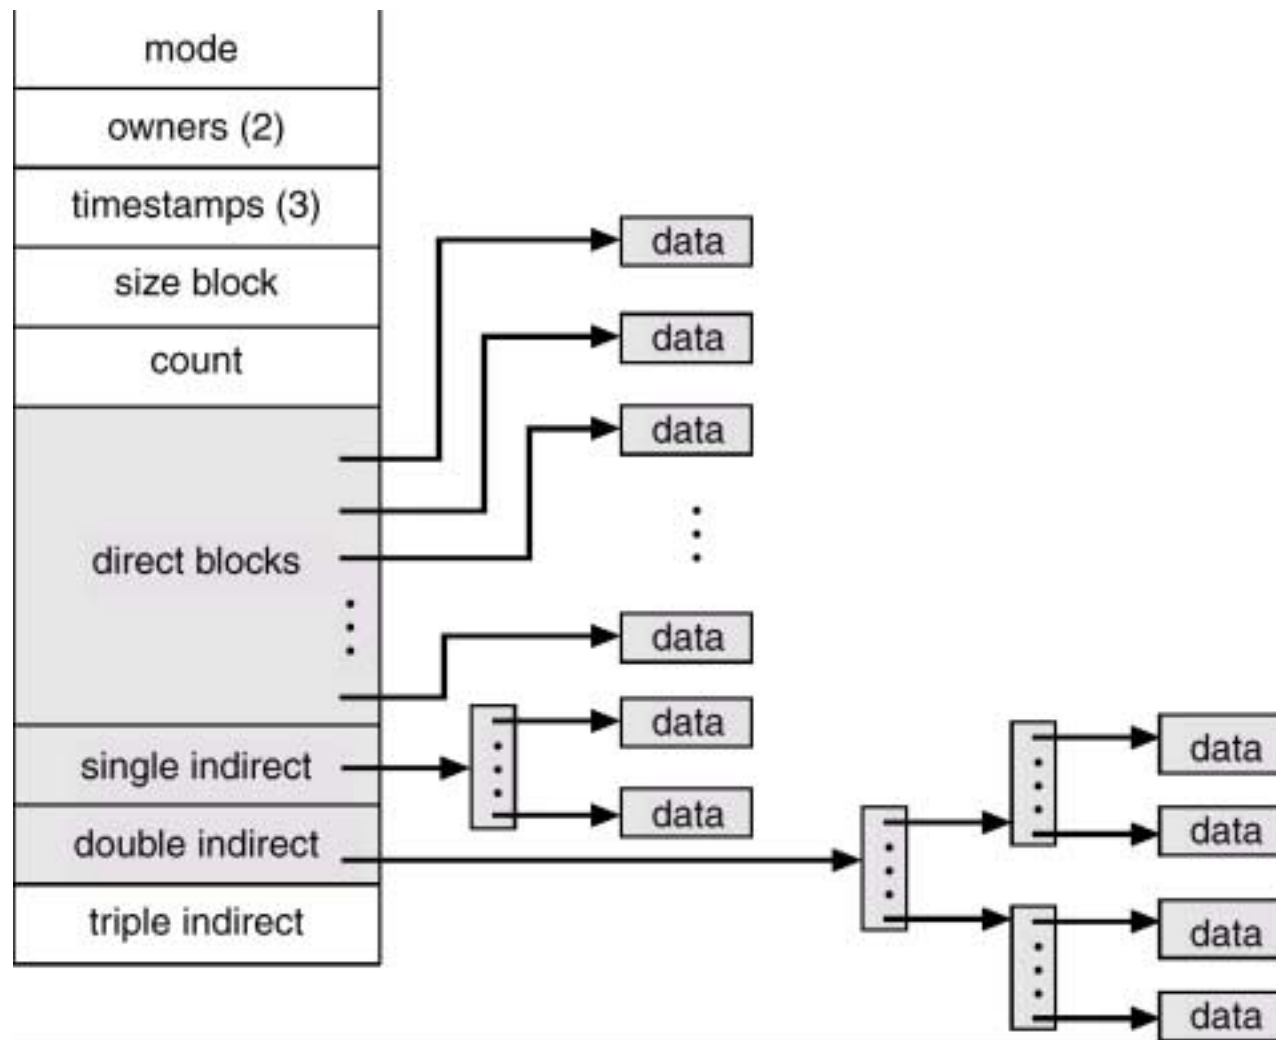 mode
owners (2)
timestamps (3)
size block
count
direct blocks
single indirect
double indirect
triple indirect
data
data
data
data
data
data
data
data
data
data